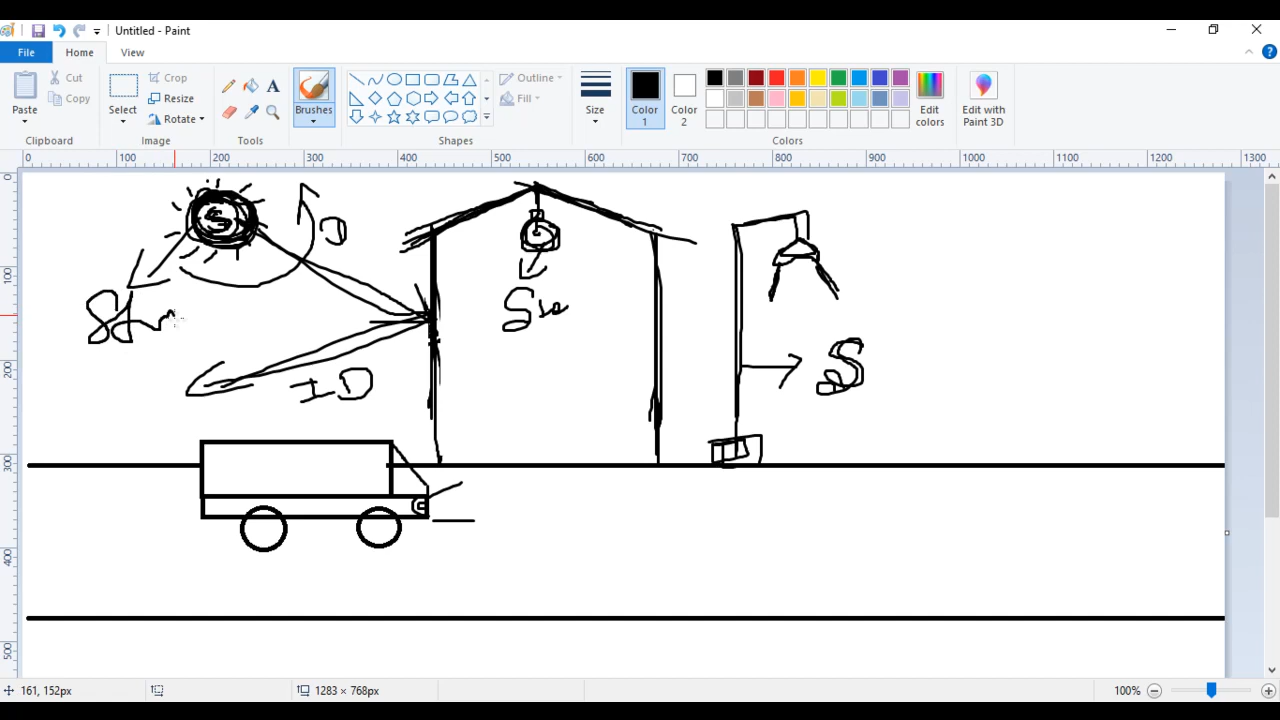 Untitled - Paint
File
Home
View
Paste
Cut
Copy
Clipboard
Select
Crop
Resize
Rotate
Image
A
Tools
Brushes
Outline
Fill
Shapes
Size
Color 1
Color 2
Edit colors
Edit with Paint 3D
Colors
0 100 200 300 400 500 600 700 800 900 1000 1100 1200 1300
0
100
200
300
400
500
S
D
ID
S
161, 152px
1283 × 768px
100%